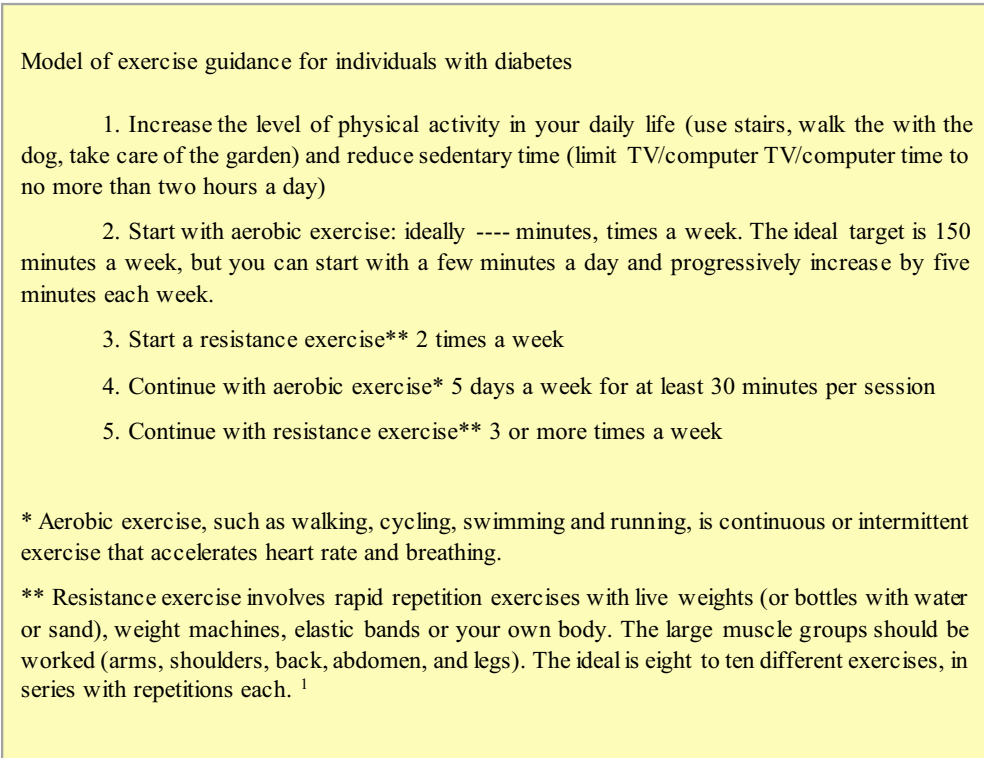 Model of exercise guidance for individuals with diabetes
1. Increase the level of physical activity in your daily life (use stairs, walk the with the
dog, take care of the garden) and reduce sedentary time (limit TV/computer TV/computer time to
no more than two hours a day)
2. Start with aerobic exercise: ideally ---- minutes, times a week. The ideal target is 150
minutes a week, but you can start with a few minutes a day and progressively increase by five
minutes each week.
3. Start a resistance exercise** 2 times a week
4. Continue with aerobic exercise* 5 days a week for at least 30 minutes per session
5. Continue with resistance exercise** 3 or more times a week
* Aerobic exercise, such as walking, cycling, swimming and running, is continuous or intermittent
exercise that accelerates heart rate and breathing.
** Resistance exercise involves rapid repetition exercises with live weights (or bottles with water
or sand), weight machines, elastic bands or your own body. The large muscle groups should be
worked (arms, shoulders, back, abdomen, and legs). The ideal is eight to ten different exercises, in
series with repetitions each. 1